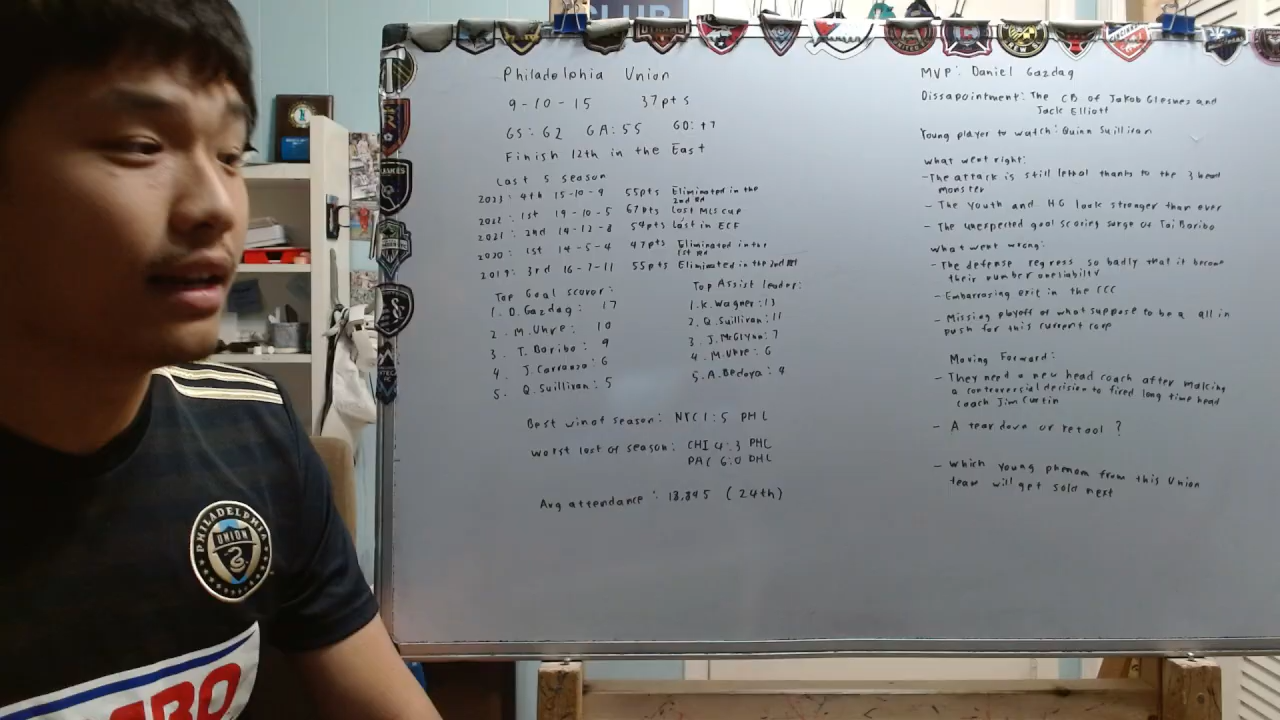 CLUB
Philadelphia Union
9-10-15 37pts
GS: 62 GA: 55 GD: +7
Finish 12th in the East
Last 5 season
2023: 4th 15-10-9 55pts Eliminated in the 2nd Rd
2022: 1st 19-10-5 67pts Lost MLS CUP
2021: 2nd 14-12-8 54pts Last in ECF
2020: 1st 14-5-4 47pts Eliminated in the 1st Rd
2019: 3rd 16-7-11 55pts Eliminated in the 2nd Rd
Top Goal scorer:
1. D. Gazdag: 17
2. M. Uhre: 10
3. T. Baribo: 9
4. J. Carranza: 6
5. Q. Suillivan: 5
Top Assist leader:
1. K. Wagner: 13
2. Q. Suillivan: 11
3. J. McGlynn: 7
4. M. Uhre: 6
5. A. Bedoya: 4
Best win of season: NYC 1:5 PHL
Worst lost of season: CHI 4:3 PHL
PAC 6:0 PHL
Avg attendance: 18,845 (24th)
MVP: Daniel Gazdag
Dissapointment: The CB of Jakob Glesnes and
Jack Elliott
Young player to watch: Quinn Suillivan
What went right:
- The attack is still lethal thanks to the 3 head
monster
- The youth and HG look stronger than ever
- The unexpected goal scoring surge of Tai Baribo
What went wrong:
- The defense regress so badly that it become
their number one liability
- Embarrasing exit in the CCC
- Missing playoff of what suppose to be a all in
push for this current core
Moving Forward:
- They need a new head coach after making
a controversial decision to fired long time head
coach Jim Curtin
- A tear down or retool?
- Which young phenom from this Union
team will get sold next
PHILADELPHIA
UNION